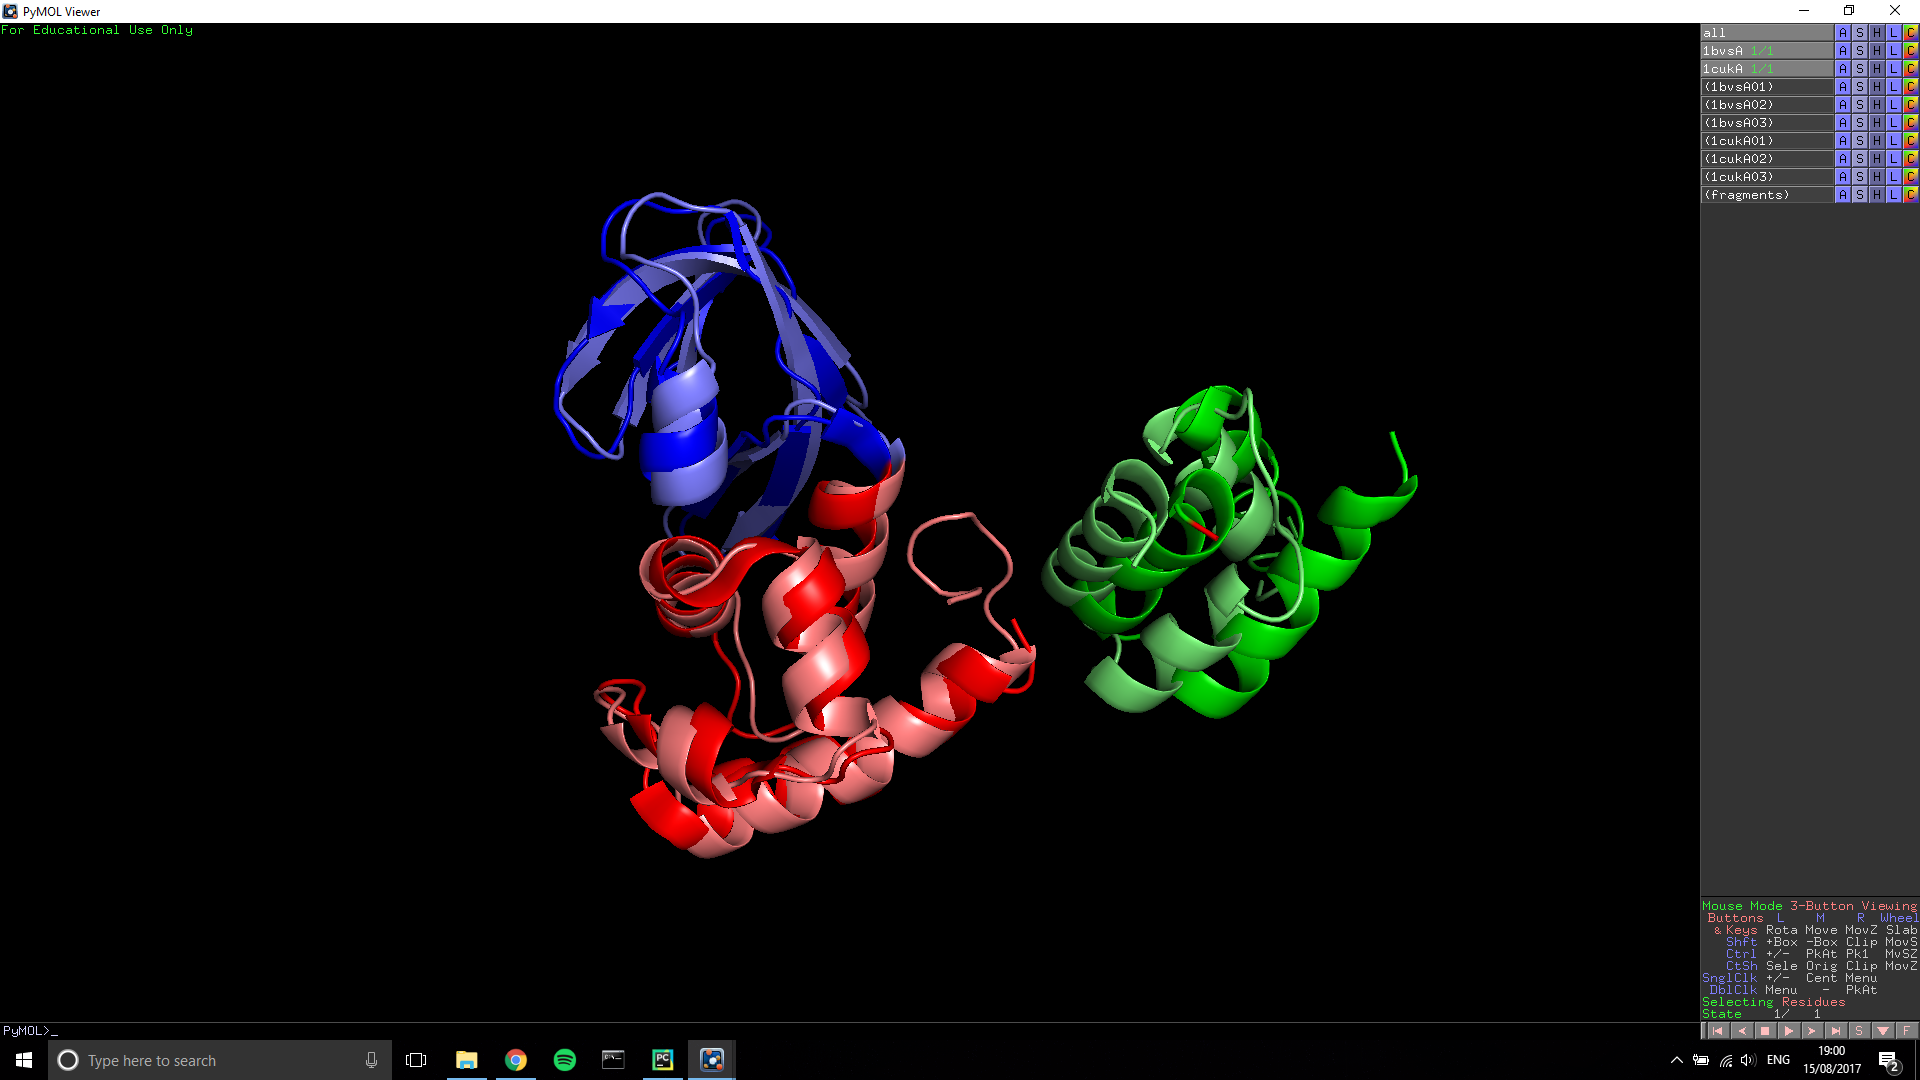 PyMOL Viewer
For Educational Use Only
all A S H L C
1bvsA 1/1 A S H L C
1cukA 1/1 A S H L C
(1bvsA01) A S H L C
(1bvsA02) A S H L C
(1bvsA03) A S H L C
(1cukA01) A S H L C
(1cukA02) A S H L C
(1cukA03) A S H L C
(fragments) A S H L C
Mouse Mode 3-Button Viewing
Buttons L M R Wheel
& Keys Rota Move MovZ Slab
Shft +Box -Box Clip MovS
Ctrl +/- PkAt Pk1 MvSZ
CtSh Sele Orig Clip MovZ
SnglClk +/- Cent Menu
DblClk Menu - PkAt
Selecting Residues
State 1/ 1
S F
PyMOL>_
Type here to search
PC
ENG
19:00
15/08/2017
2